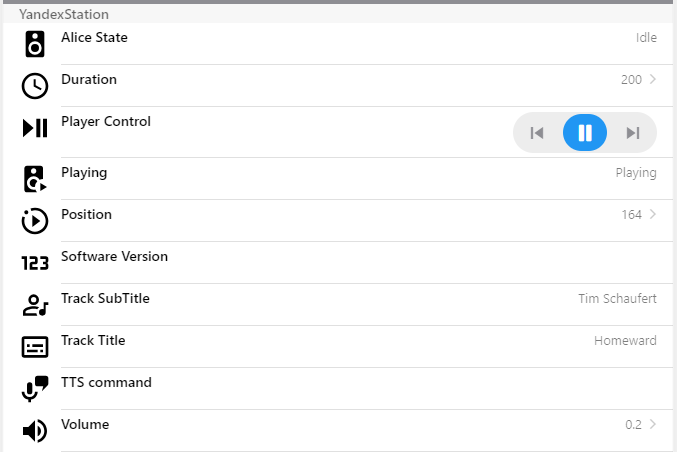 YandexStation
Alice State Idle
Duration 200
Player Control
Playing Playing
Position 164
123 Software Version
Track SubTitle Tim Schaufert
Track Title Homeward
TTS command
Volume 0.2